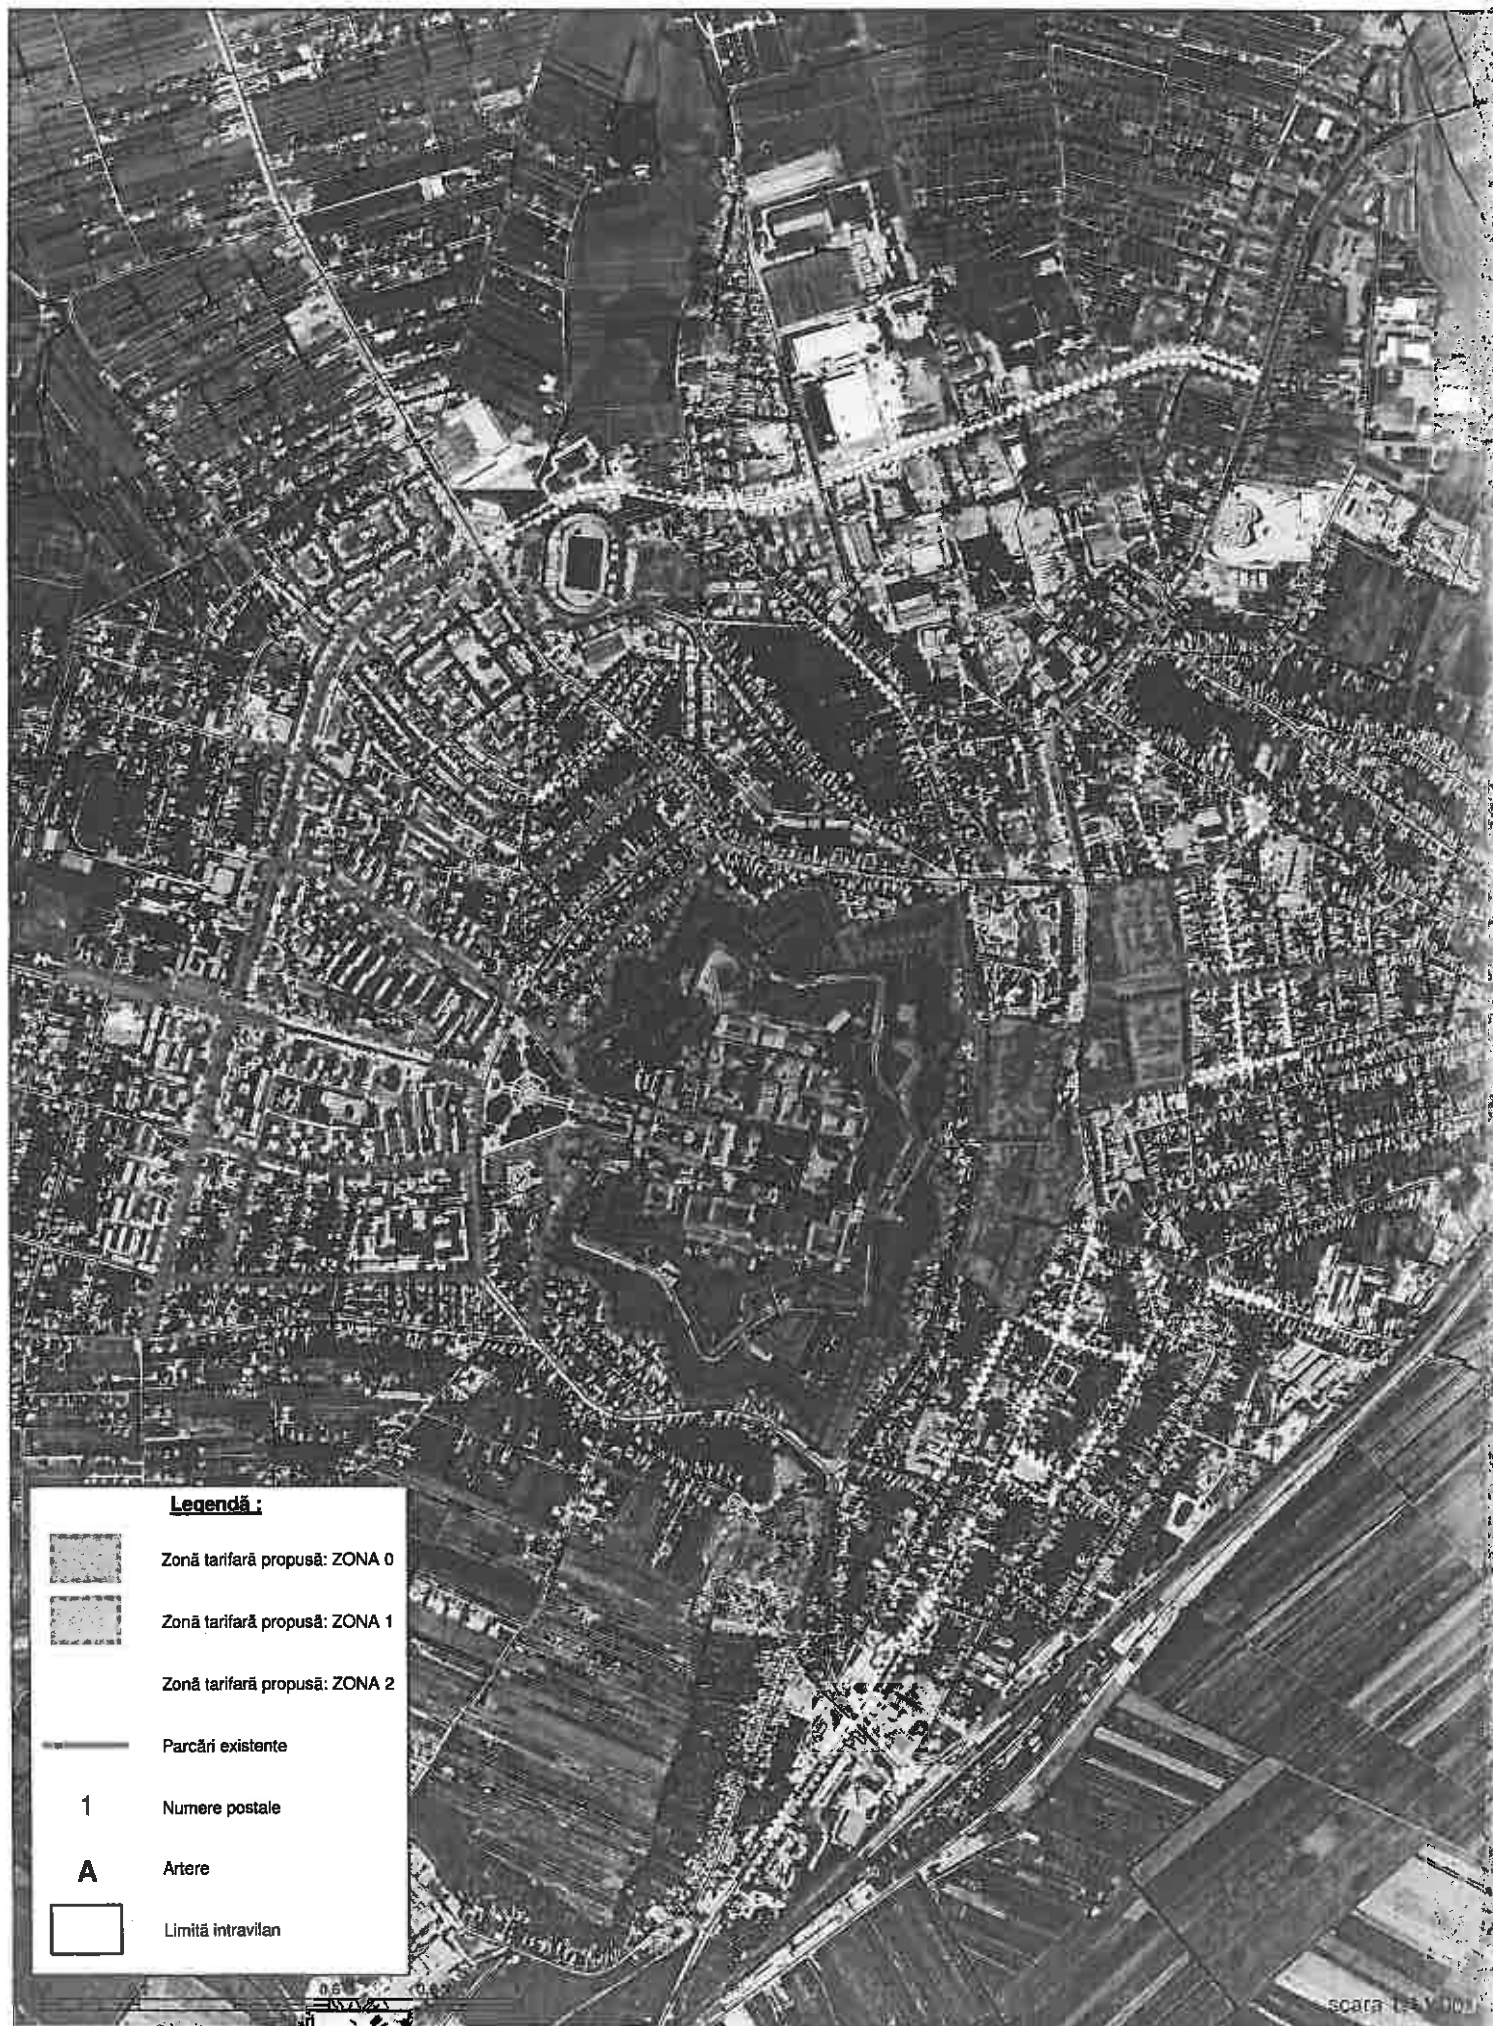 Legendă :
Zonă tarifară propusă: ZONA 0
Zonă tarifară propusă: ZONA 1
Zonă tarifară propusă: ZONA 2
Parcări existente
1 Numere postale
A Artere
Limită intravilan
scara